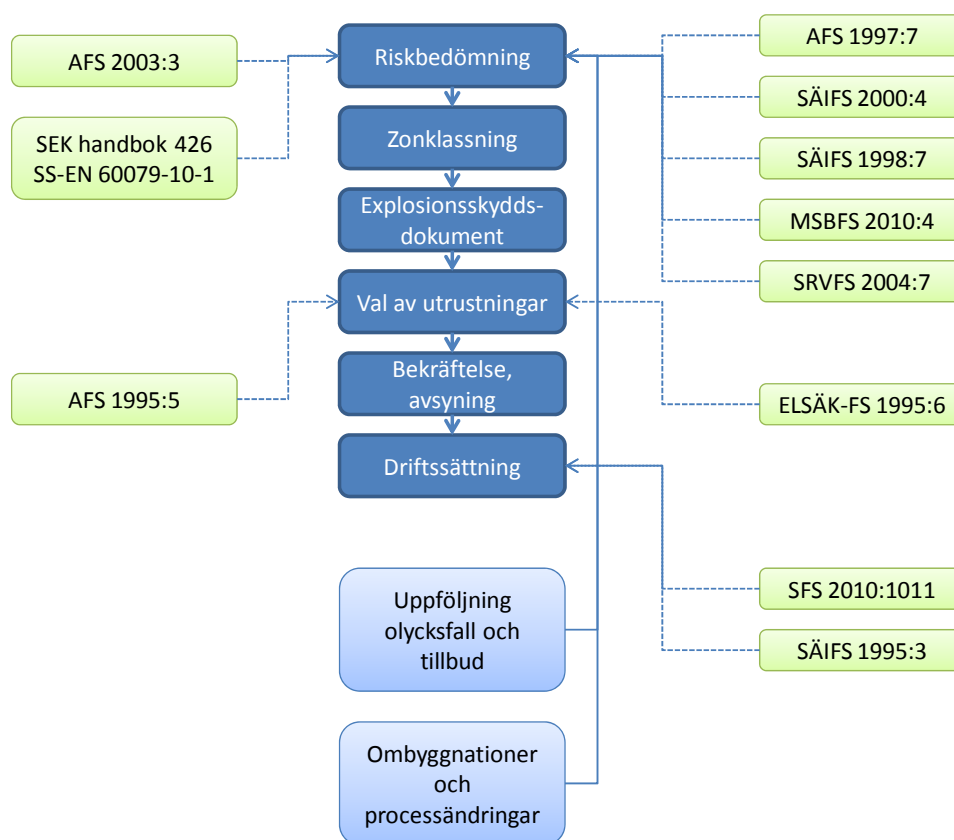 AFS 2003:3
SEK handbok 426
SS-EN 60079-10-1
AFS 1995:5
Riskbedömning
Zonklassning
Explosionsskydds-
dokument
Val av utrustningar
Bekräftelse,
avsyning
Driftssättning
Uppföljning
olycksfall och
tillbud
Ombyggnationer
och
processändringar
AFS 1997:7
SÄIFS 2000:4
SÄIFS 1998:7
MSBFS 2010:4
SRVFS 2004:7
ELSÄK-FS 1995:6
SFS 2010:1011
SÄIFS 1995:3